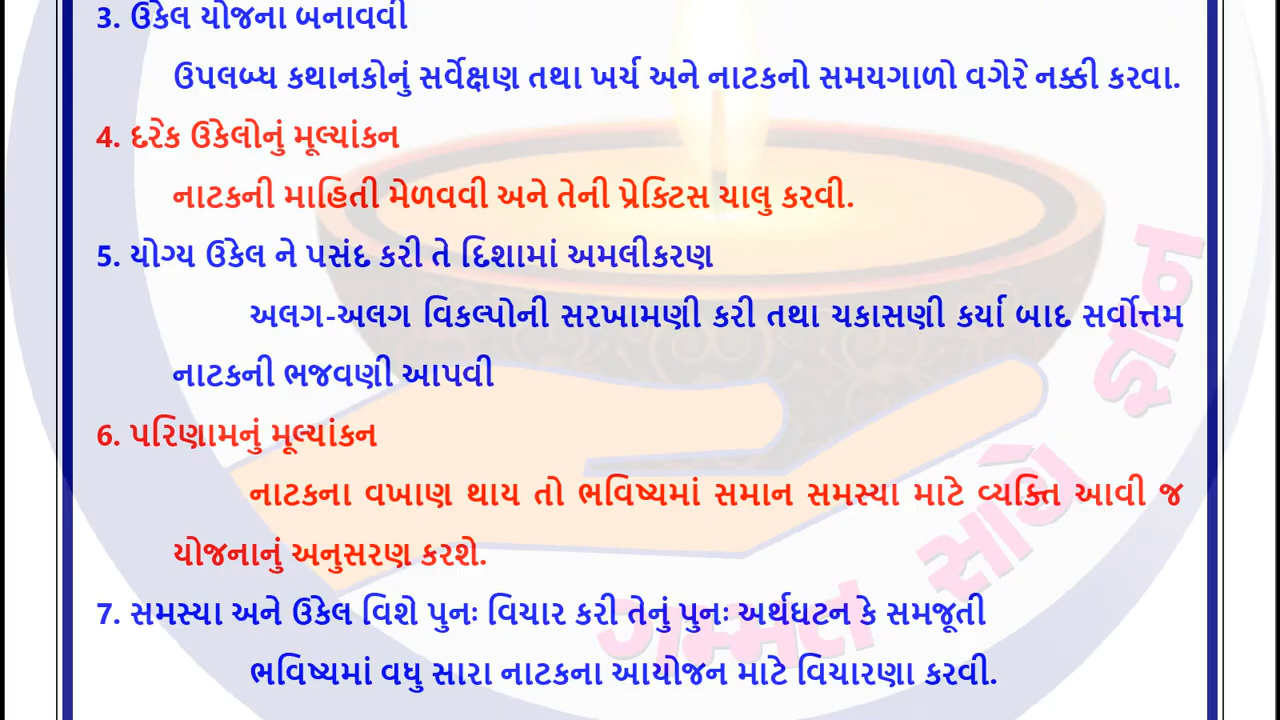 3. ઉકેલ યોજના બનાવવી
ઉપલબ્ધ કથાનકોનું સર્વેક્ષણ તથા ખર્ચ અને નાટકનો સમયગાળો વગેરે નક્કી કરવા.
4. દરેક ઉકેલોનું મૂલ્યાંકન
નાટકની માહિતી મેળવવી અને તેની પ્રેક્ટિસ ચાલુ કરવી.
5. યોગ્ય ઉકેલ ને પસંદ કરી તે દિશામાં અમલીકરણ
અલગ-અલગ વિકલ્પોની સરખામણી કરી તથા ચકાસણી કર્યા બાદ સર્વોત્તમ
નાટકની ભજવણી આપવી
6. પરિણામનું મૂલ્યાંકન
નાટકના વખાણ થાય તો ભવિષ્યમાં સમાન સમસ્યા માટે વ્યક્તિ આવી જ
યોજનાનું અનુસરણ કરશે.
7. સમસ્યા અને ઉકેલ વિશે પુનઃ વિચાર કરી તેનું પુનઃ અર્થઘટન કે સમજૂતી
ભવિષ્યમાં વધુ સારા નાટકના આયોજન માટે વિચારણા કરવી.
ગમ્મત સાથે જ્ઞાન